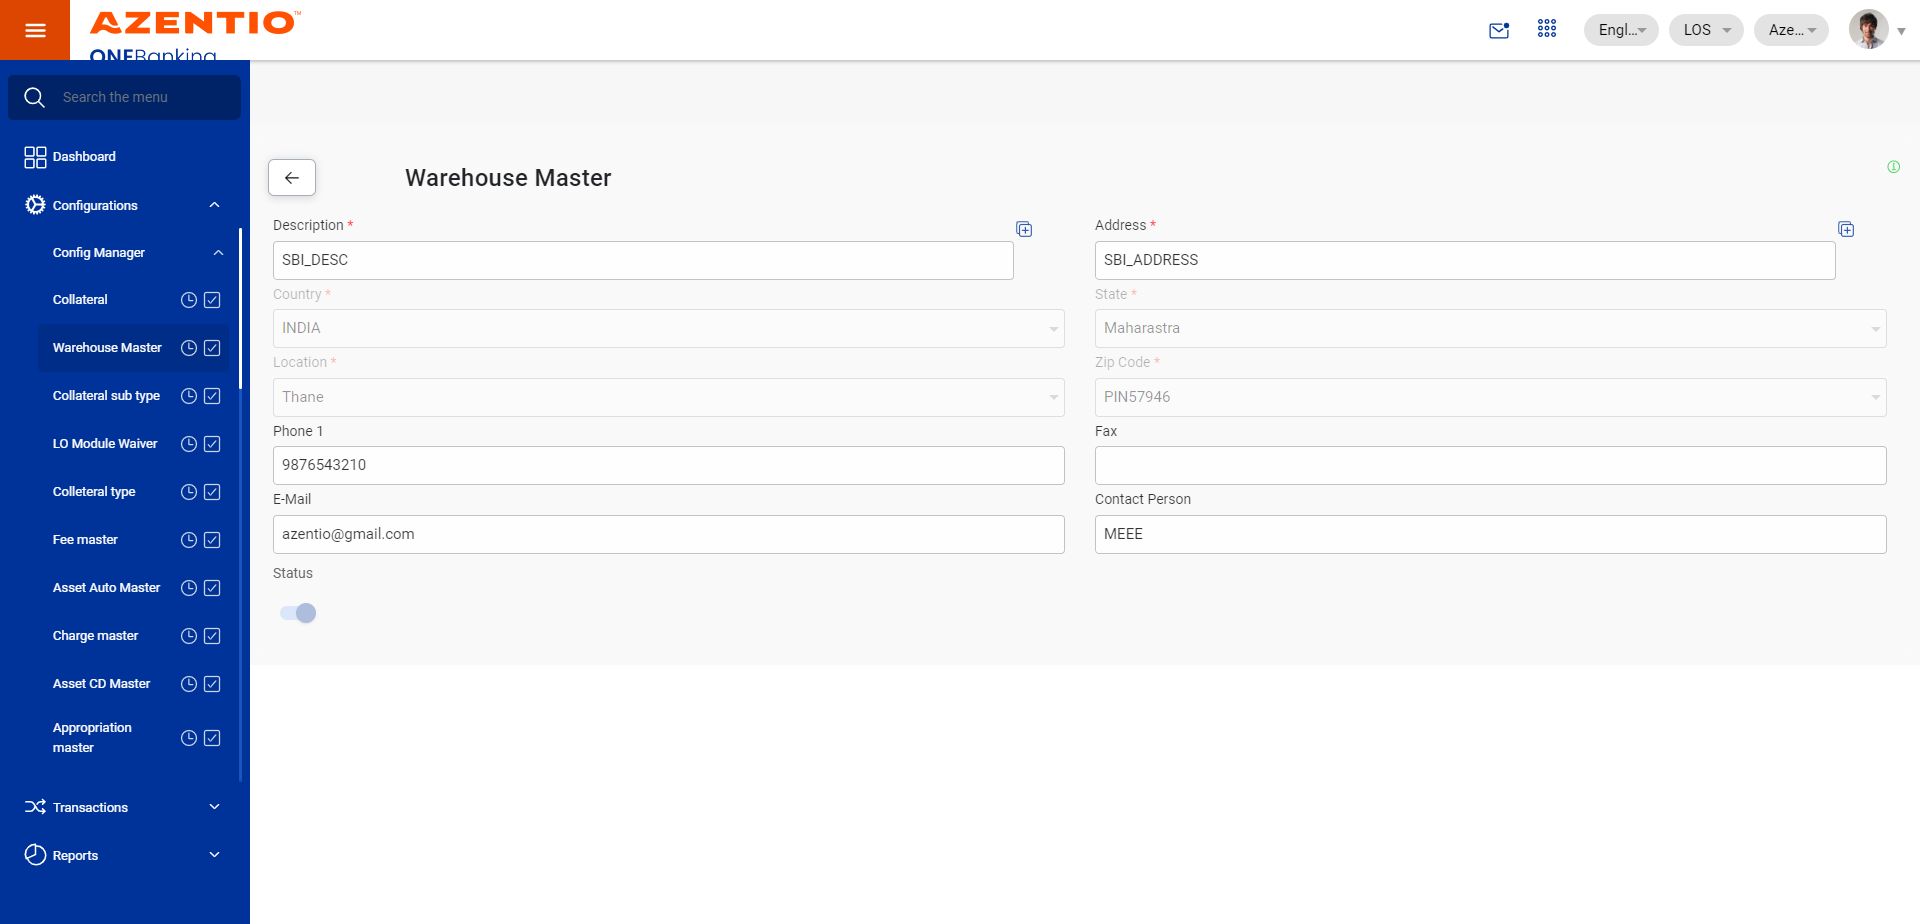 AZENTIO™
ONEBanking
Engl...
LOS
Aze...
Search the menu
Dashboard
Configurations
Config Manager
Collateral
Warehouse Master
Collateral sub type
LO Module Waiver
Colleteral type
Fee master
Asset Auto Master
Charge master
Asset CD Master
Appropriation
master
Transactions
Reports
Warehouse Master
Description *
SBI_DESC
Address *
SBI_ADDRESS
Country *
INDIA
State *
Maharastra
Location *
Thane
Zip Code *
PIN57946
Phone 1
9876543210
Fax
E-Mail
azentio@gmail.com
Contact Person
MEEE
Status